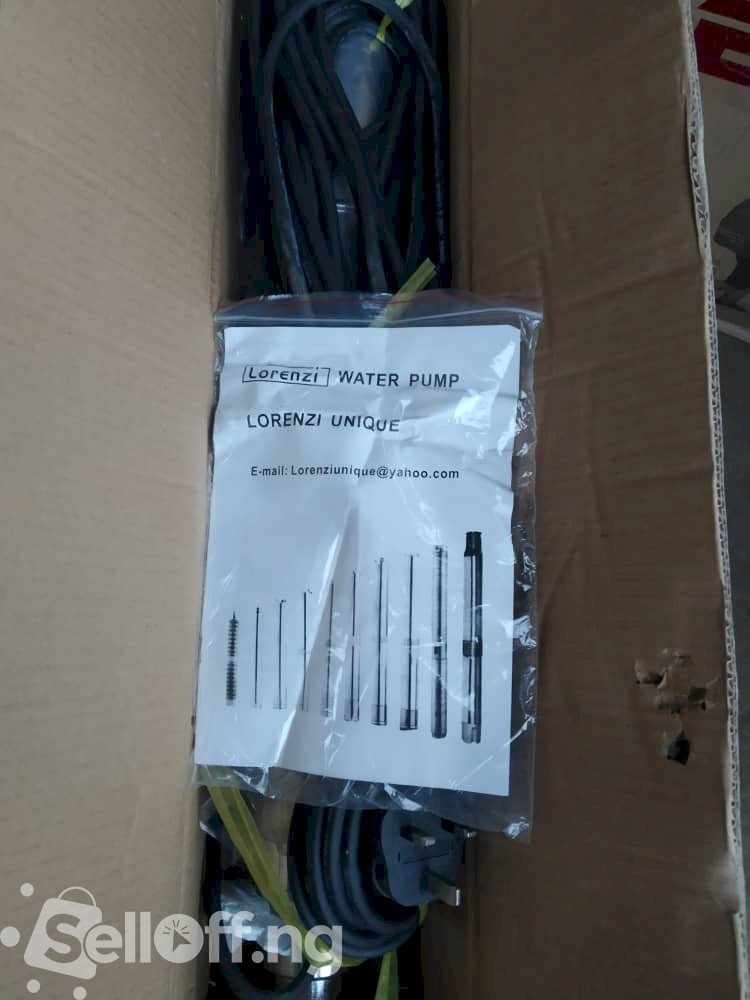 Lorenzi WATER PUMP
LORENZI UNIQUE
E-mail: Lorenziunique@yahoo.com
SellOff.ng